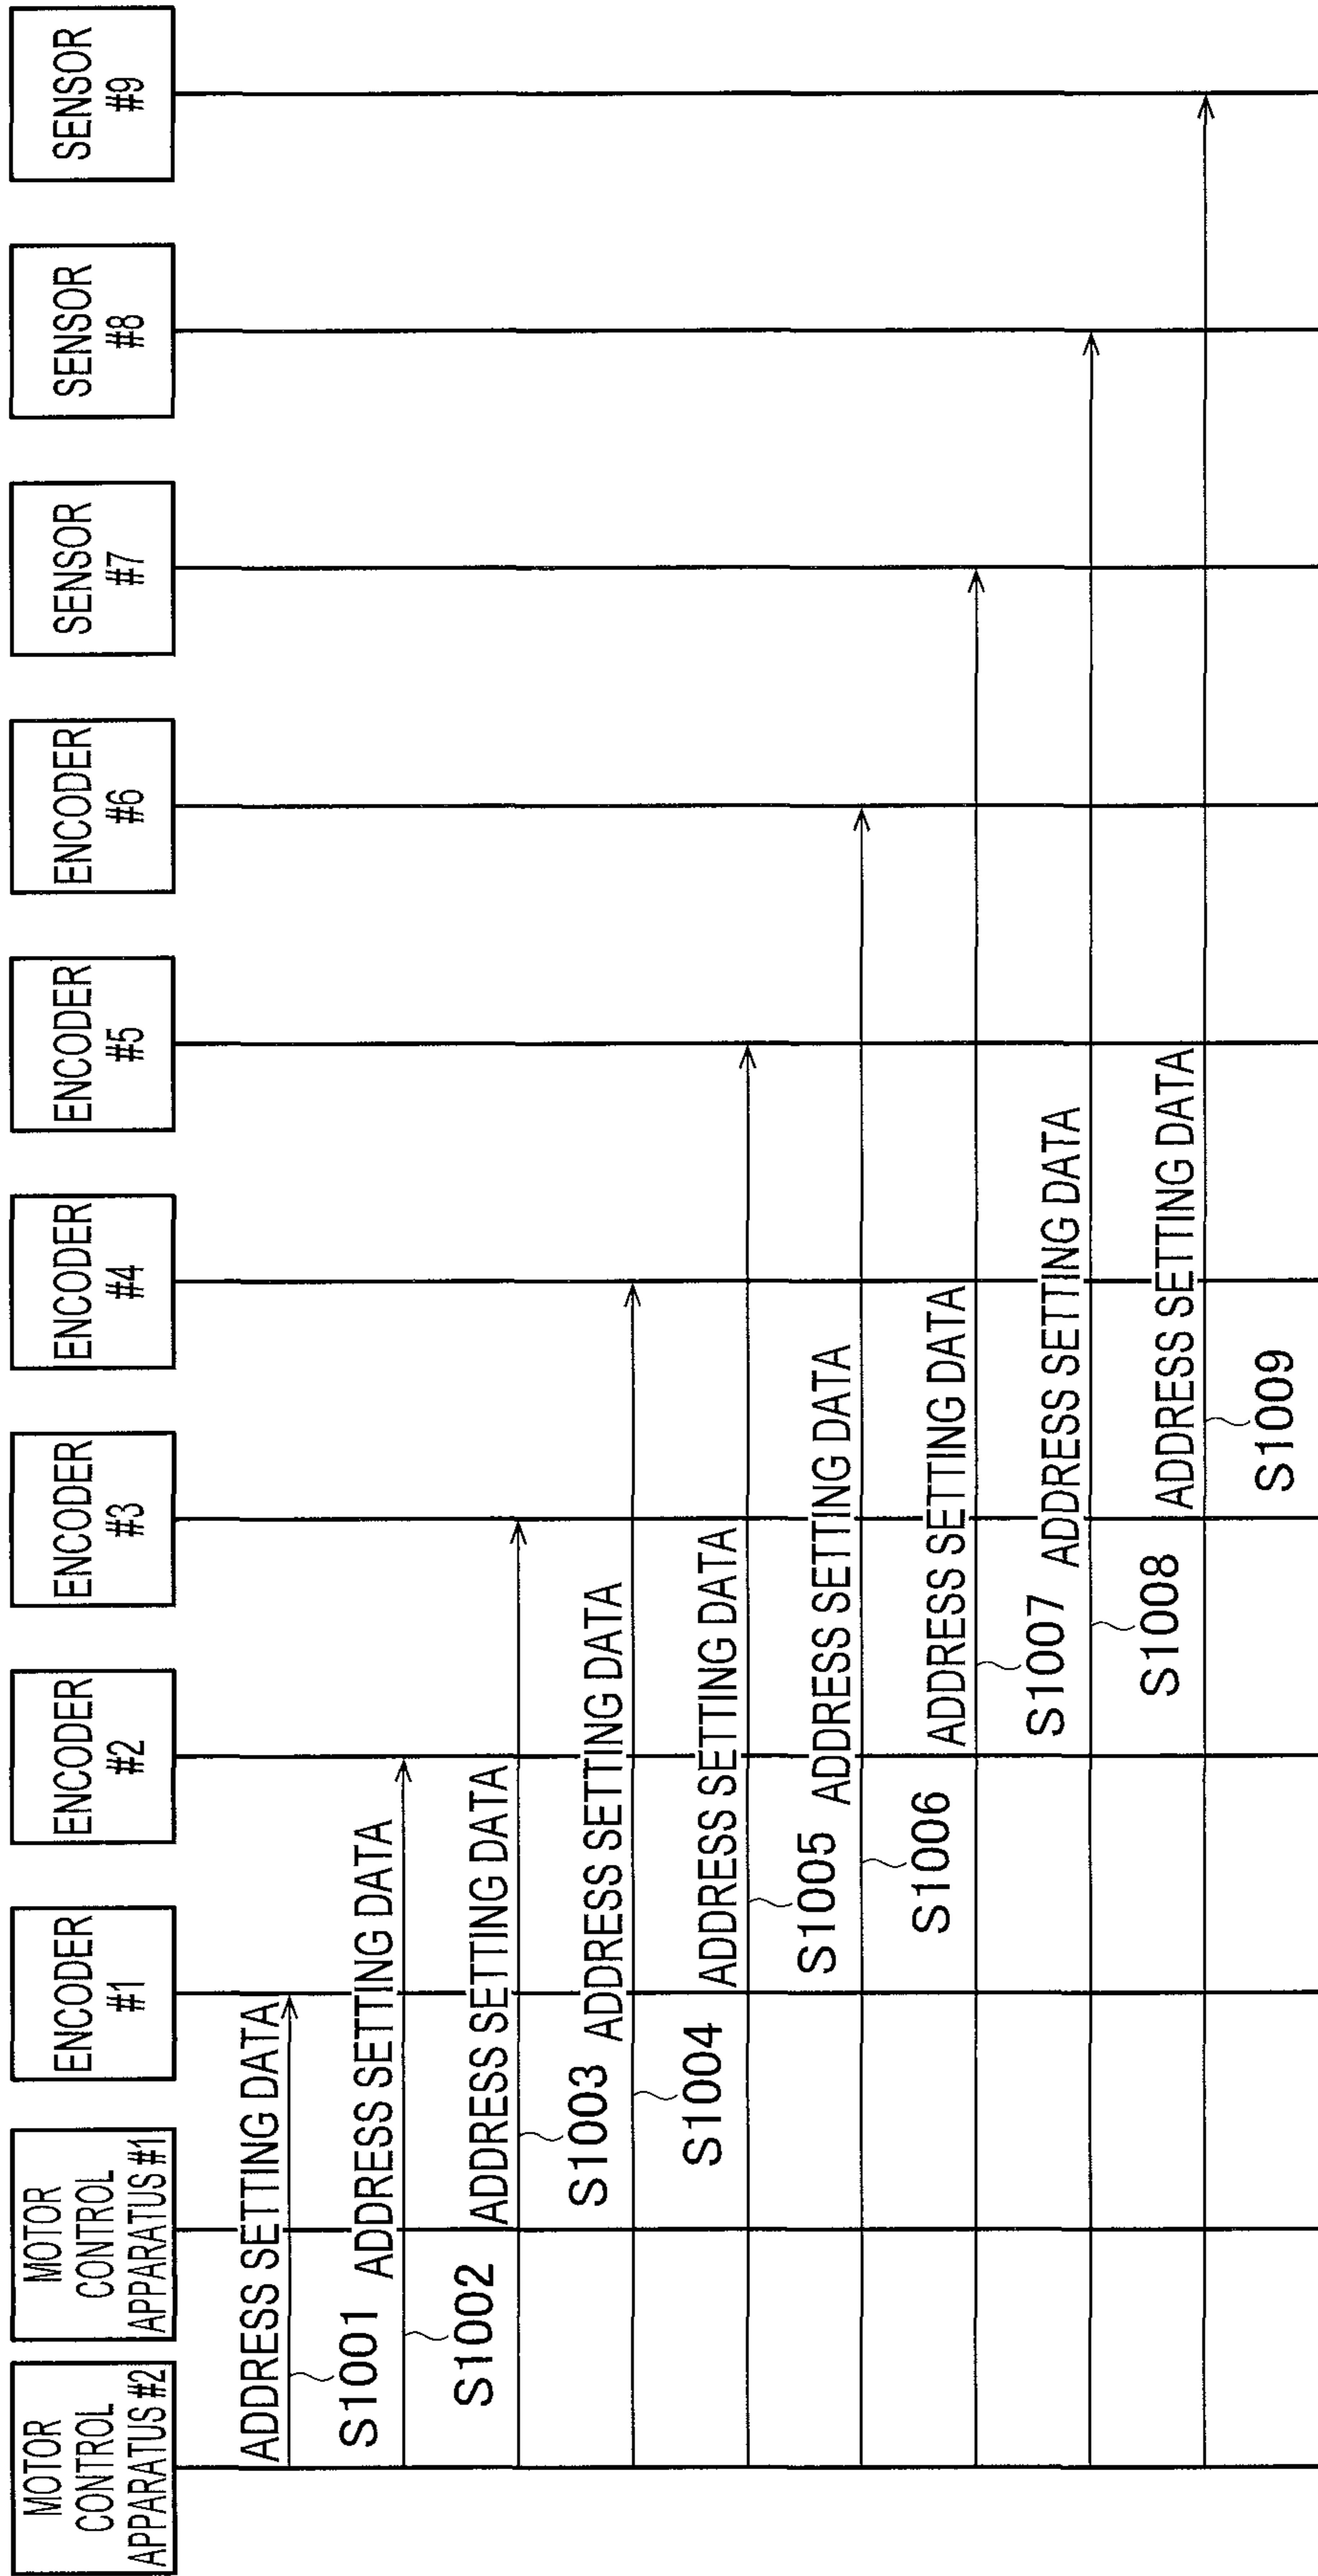 MOTOR
CONTROL
APPARATUS #2
MOTOR
CONTROL
APPARATUS #1
ENCODER
#1
ENCODER
#2
ENCODER
#3
ENCODER
#4
ENCODER
#5
ENCODER
#6
SENSOR
#7
SENSOR
#8
SENSOR
#9
ADDRESS SETTING DATA
S1001
ADDRESS SETTING DATA
S1002
ADDRESS SETTING DATA
S1003
ADDRESS SETTING DATA
S1004
ADDRESS SETTING DATA
S1005
ADDRESS SETTING DATA
S1006
ADDRESS SETTING DATA
S1007
ADDRESS SETTING DATA
S1008
ADDRESS SETTING DATA
S1009